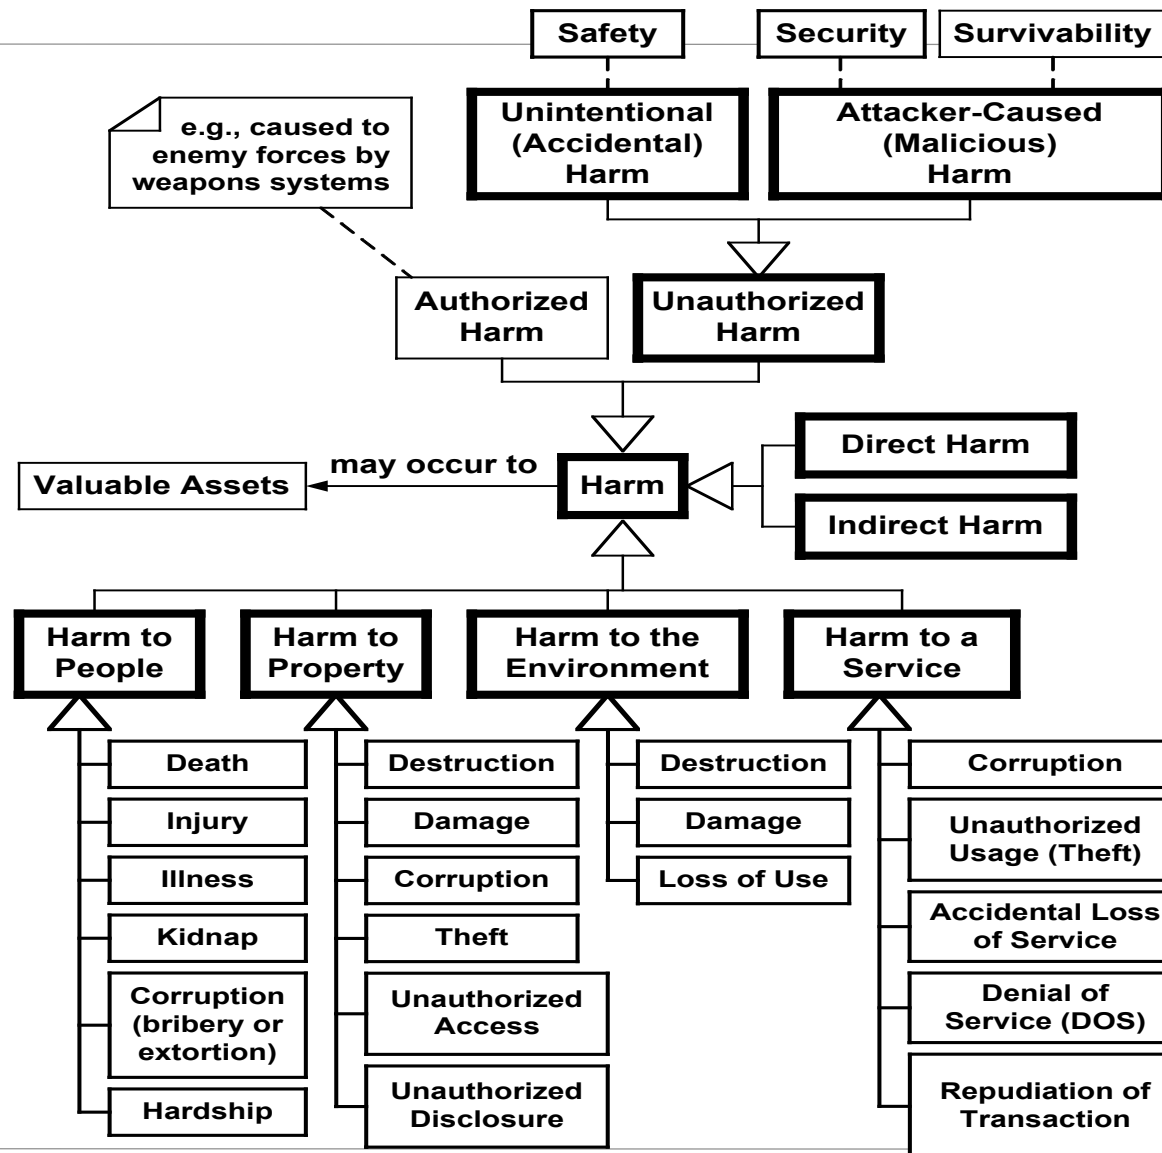 Safety
Security
Survivability
e.g., caused to
enemy forces by
weapons systems
Unintentional
(Accidental)
Harm
Attacker-Caused
(Malicious)
Harm
Authorized
Harm
Unauthorized
Harm
Valuable Assets
may occur to
Harm
Direct Harm
Indirect Harm
Harm to
People
Harm to
Property
Harm to the
Environment
Harm to a
Service
Death
Injury
Illness
Kidnap
Corruption
(bribery or
extortion)
Hardship
Destruction
Damage
Corruption
Theft
Unauthorized
Access
Unauthorized
Disclosure
Destruction
Damage
Loss of Use
Corruption
Unauthorized
Usage (Theft)
Accidental Loss
of Service
Denial of
Service (DOS)
Repudiation of
Transaction